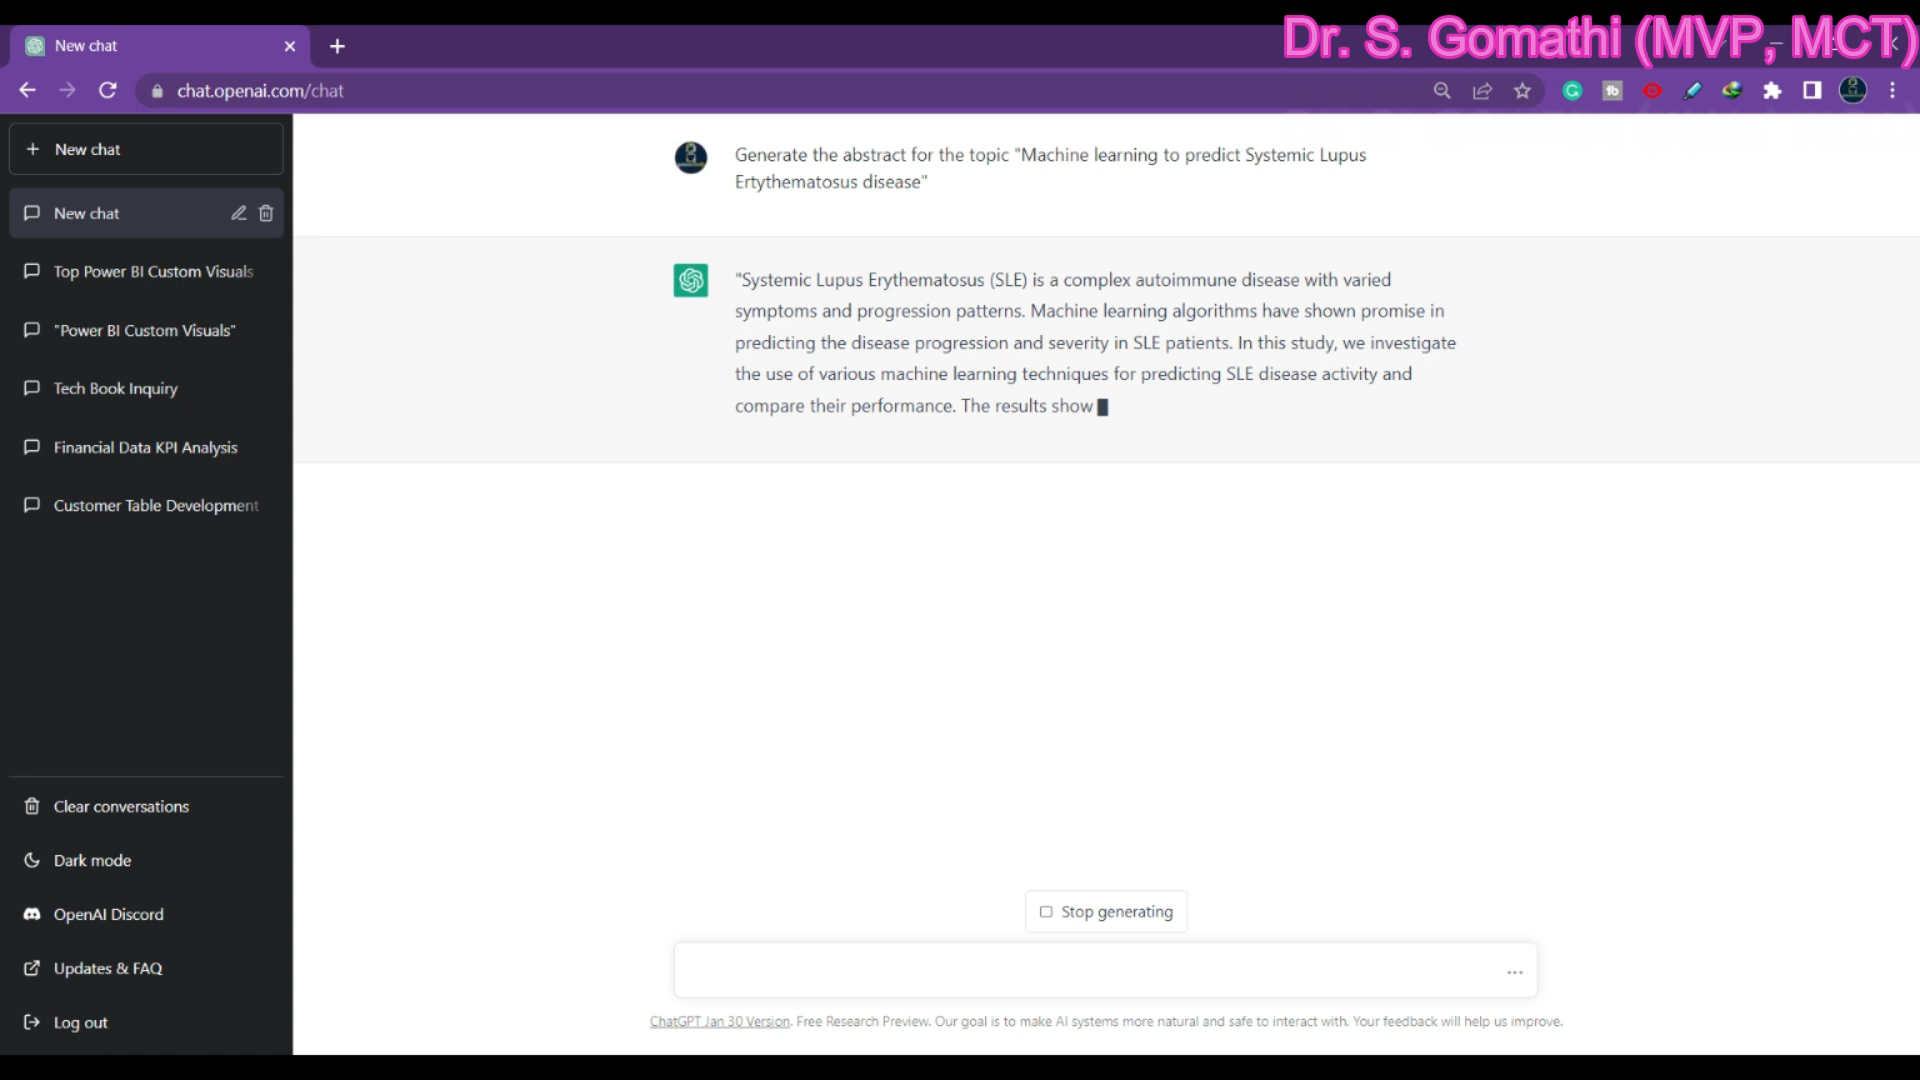 Dr. S. Gomathi (MVP, MCT)
New chat
chat.openai.com/chat
New chat
New chat
Top Power BI Custom Visuals
"Power BI Custom Visuals"
Tech Book Inquiry
Financial Data KPI Analysis
Customer Table Development
Clear conversations
Dark mode
OpenAI Discord
Updates & FAQ
Log out
Generate the abstract for the topic "Machine learning to predict Systemic Lupus
Ertythematosus disease"
"Systemic Lupus Erythematosus (SLE) is a complex autoimmune disease with varied
symptoms and progression patterns. Machine learning algorithms have shown promise in
predicting the disease progression and severity in SLE patients. In this study, we investigate
the use of various machine learning techniques for predicting SLE disease activity and
compare their performance. The results show
Stop generating
ChatGPT Jan 30 Version. Free Research Preview. Our goal is to make AI systems more natural and safe to interact with. Your feedback will help us improve.